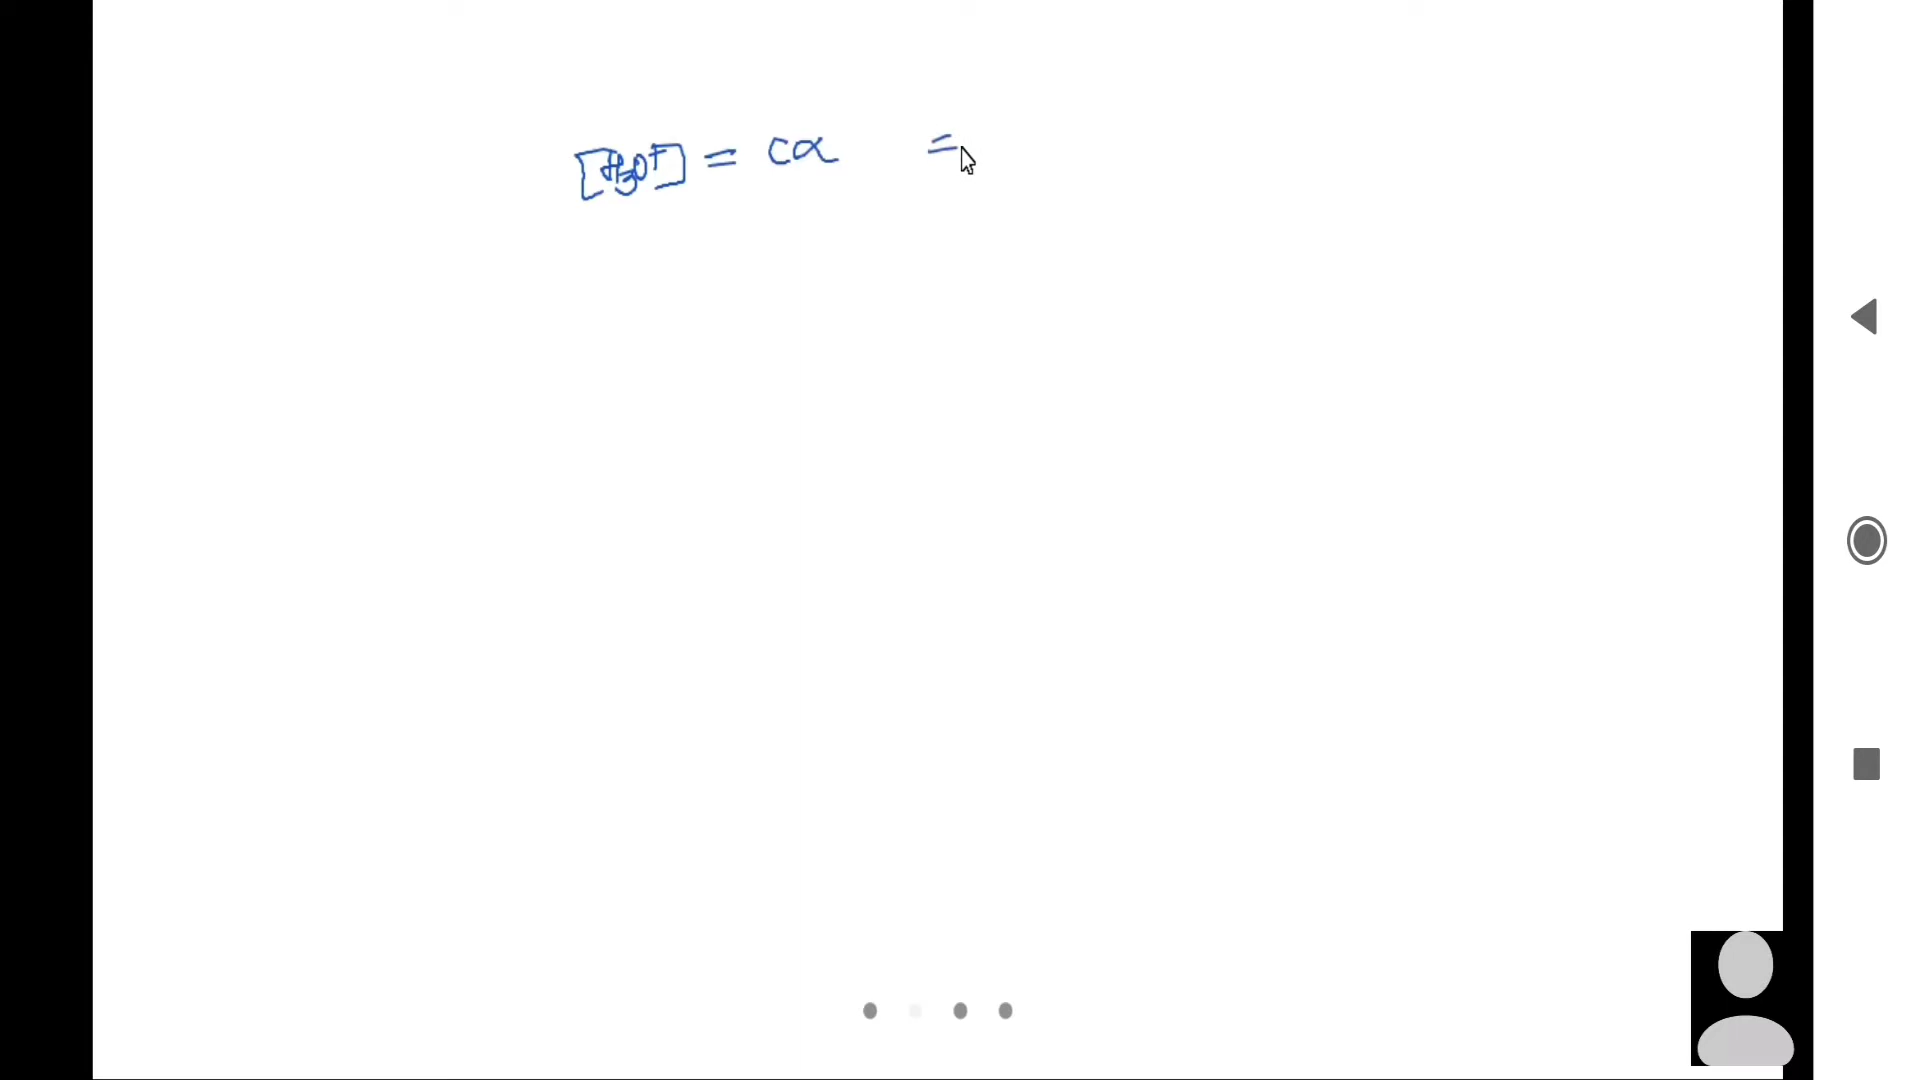 [H₃O⁺] = cα =